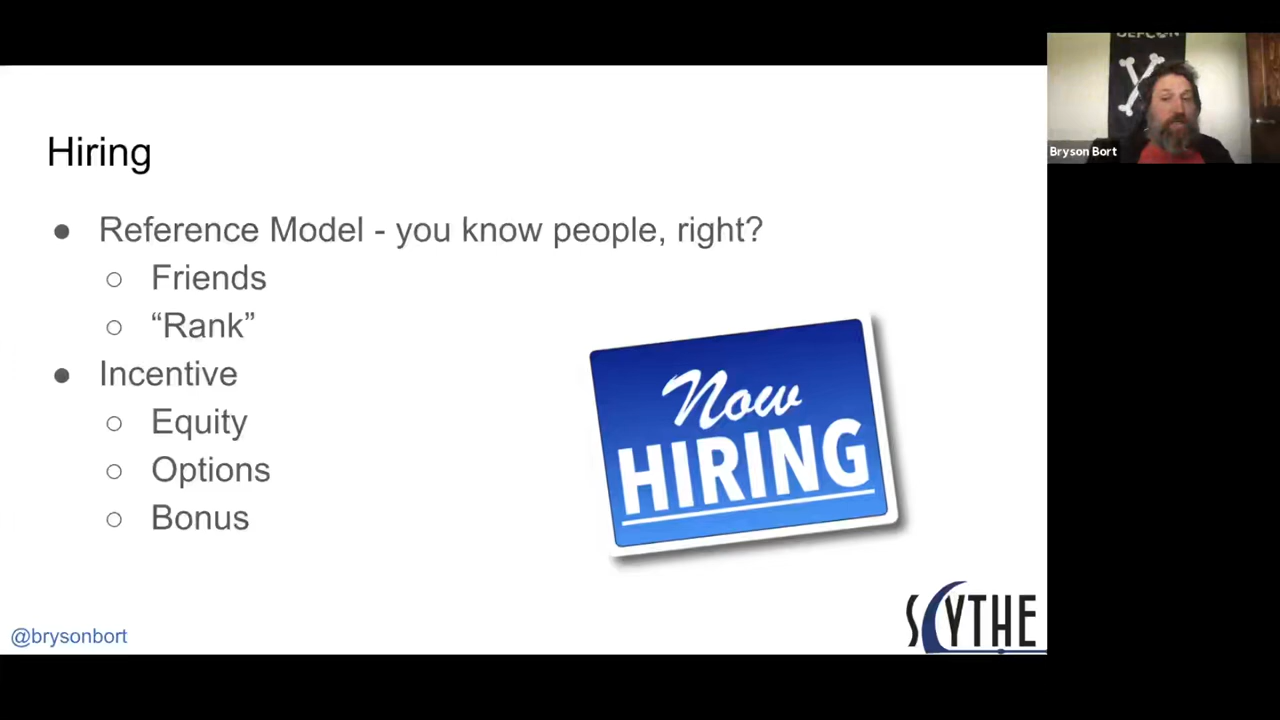 DEFCON
Bryson Bort
Hiring
● Reference Model - you know people, right?
○ Friends
○ “Rank”
● Incentive
○ Equity
○ Options
○ Bonus
Now
HIRING
@brysonbort
SCYTHE